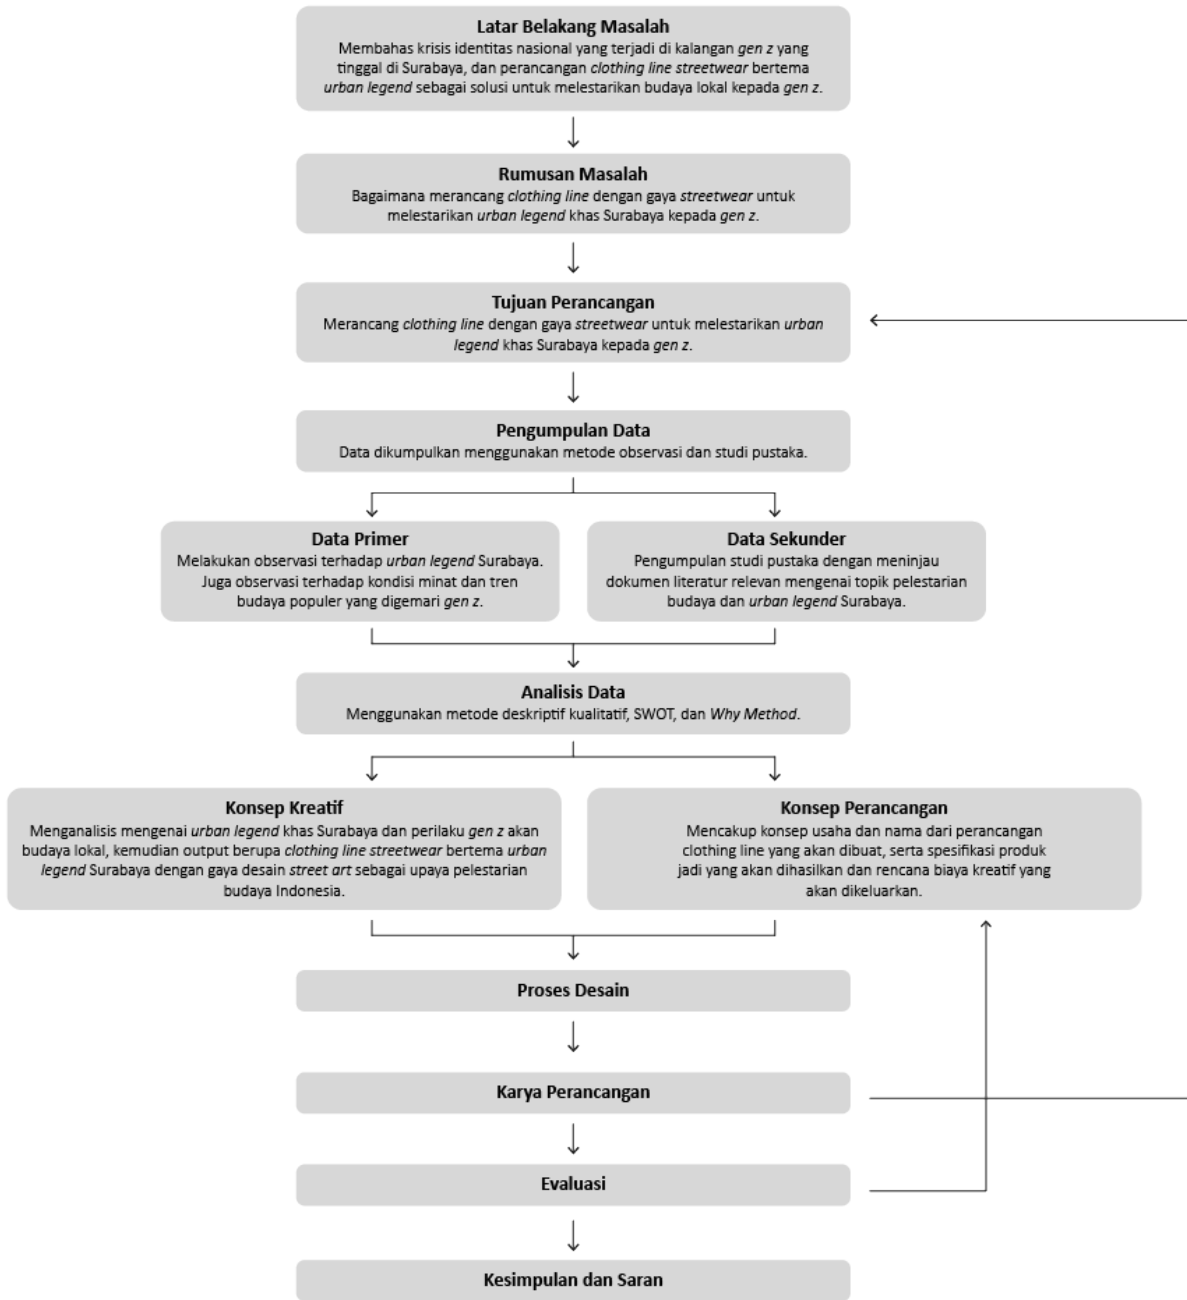 Latar Belakang Masalah
Membahas krisis identitas nasional yang terjadi di kalangan gen z yang
tinggal di Surabaya, dan perancangan clothing line streetwear bertema
urban legend sebagai solusi untuk melestarikan budaya lokal kepada gen z.
Rumusan Masalah
Bagaimana merancang clothing line dengan gaya streetwear untuk
melestarikan urban legend khas Surabaya kepada gen z.
Tujuan Perancangan
Merancang clothing line dengan gaya streetwear untuk melestarikan urban
legend khas Surabaya kepada gen z.
Pengumpulan Data
Data dikumpulkan menggunakan metode observasi dan studi pustaka.
Data Primer
Melakukan observasi terhadap urban legend Surabaya.
Juga observasi terhadap kondisi minat dan tren
budaya populer yang digemari gen z.
Data Sekunder
Pengumpulan studi pustaka dengan meninjau
dokumen literatur relevan mengenai topik pelestarian
budaya dan urban legend Surabaya.
Analisis Data
Menggunakan metode deskriptif kualitatif, SWOT, dan Why Method.
Konsep Kreatif
Menganalisis mengenai urban legend khas Surabaya dan perilaku gen z akan
budaya lokal, kemudian output berupa clothing line streetwear bertema urban
legend Surabaya dengan gaya desain street art sebagai upaya pelestarian
budaya Indonesia.
Konsep Perancangan
Mencakup konsep usaha dan nama dari perancangan
clothing line yang akan dibuat, serta spesifikasi produk
jadi yang akan dihasilkan dan rencana biaya kreatif yang
akan dikeluarkan.
Proses Desain
Karya Perancangan
Evaluasi
Kesimpulan dan Saran